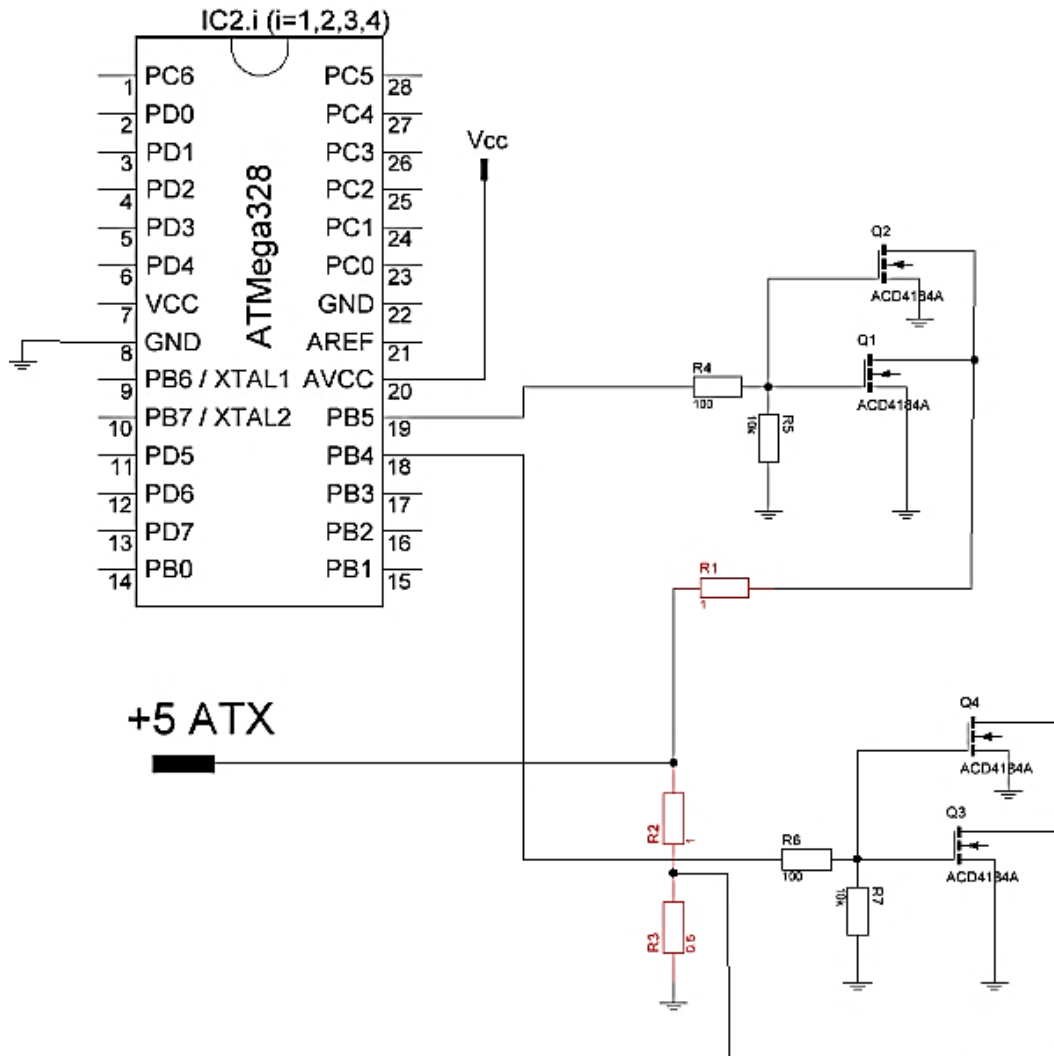 IC2.i (i=1,2,3,4)
1 PC6 PC5 28
2 PD0 PC4 27
3 PD1 PC3 26
4 PD2 PC2 25
5 PD3 PC1 24
6 PD4 PC0 23
7 VCC GND 22
8 GND AREF 21
9 PB6 / XTAL1 AVCC 20
10 PB7 / XTAL2 PB5 19
11 PD5 PB4 18
12 PD6 PB3 17
13 PD7 PB2 16
14 PB0 PB1 15
ATMega328
Vcc
Q2
ACD4184A
Q1
ACD4184A
R4
100
R5
10k
R1
1
+5 ATX
R2
1
R3
0.5
Q4
ACD4184A
Q3
ACD4184A
R6
100
R7
10k